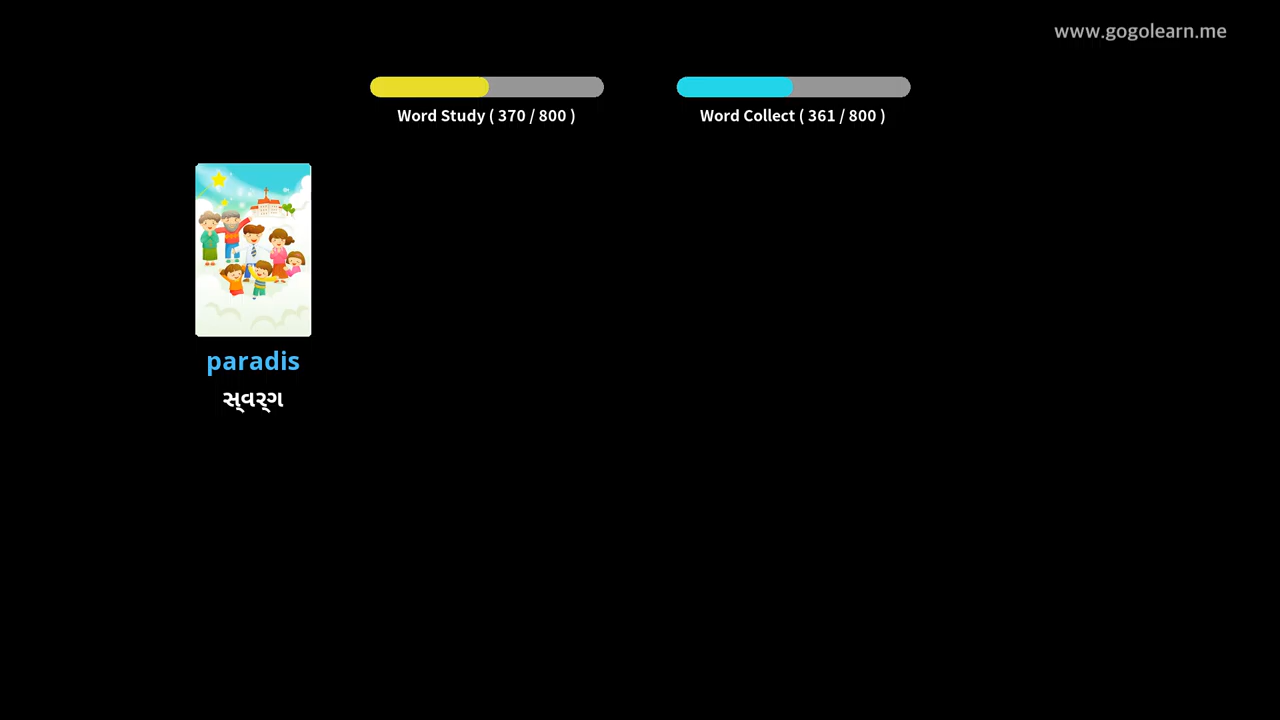 www.gogolearn.me
Word Study ( 370 / 800 )
Word Collect ( 361 / 800 )
paradis
સ્વર્ગ